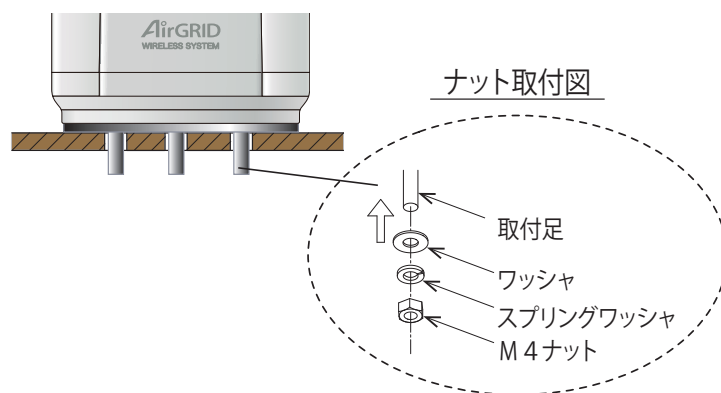 AirGRID
WIRELESS SYSTEM
ナット取付図
取付足
ワッシャ
スプリングワッシャ
M4ナット